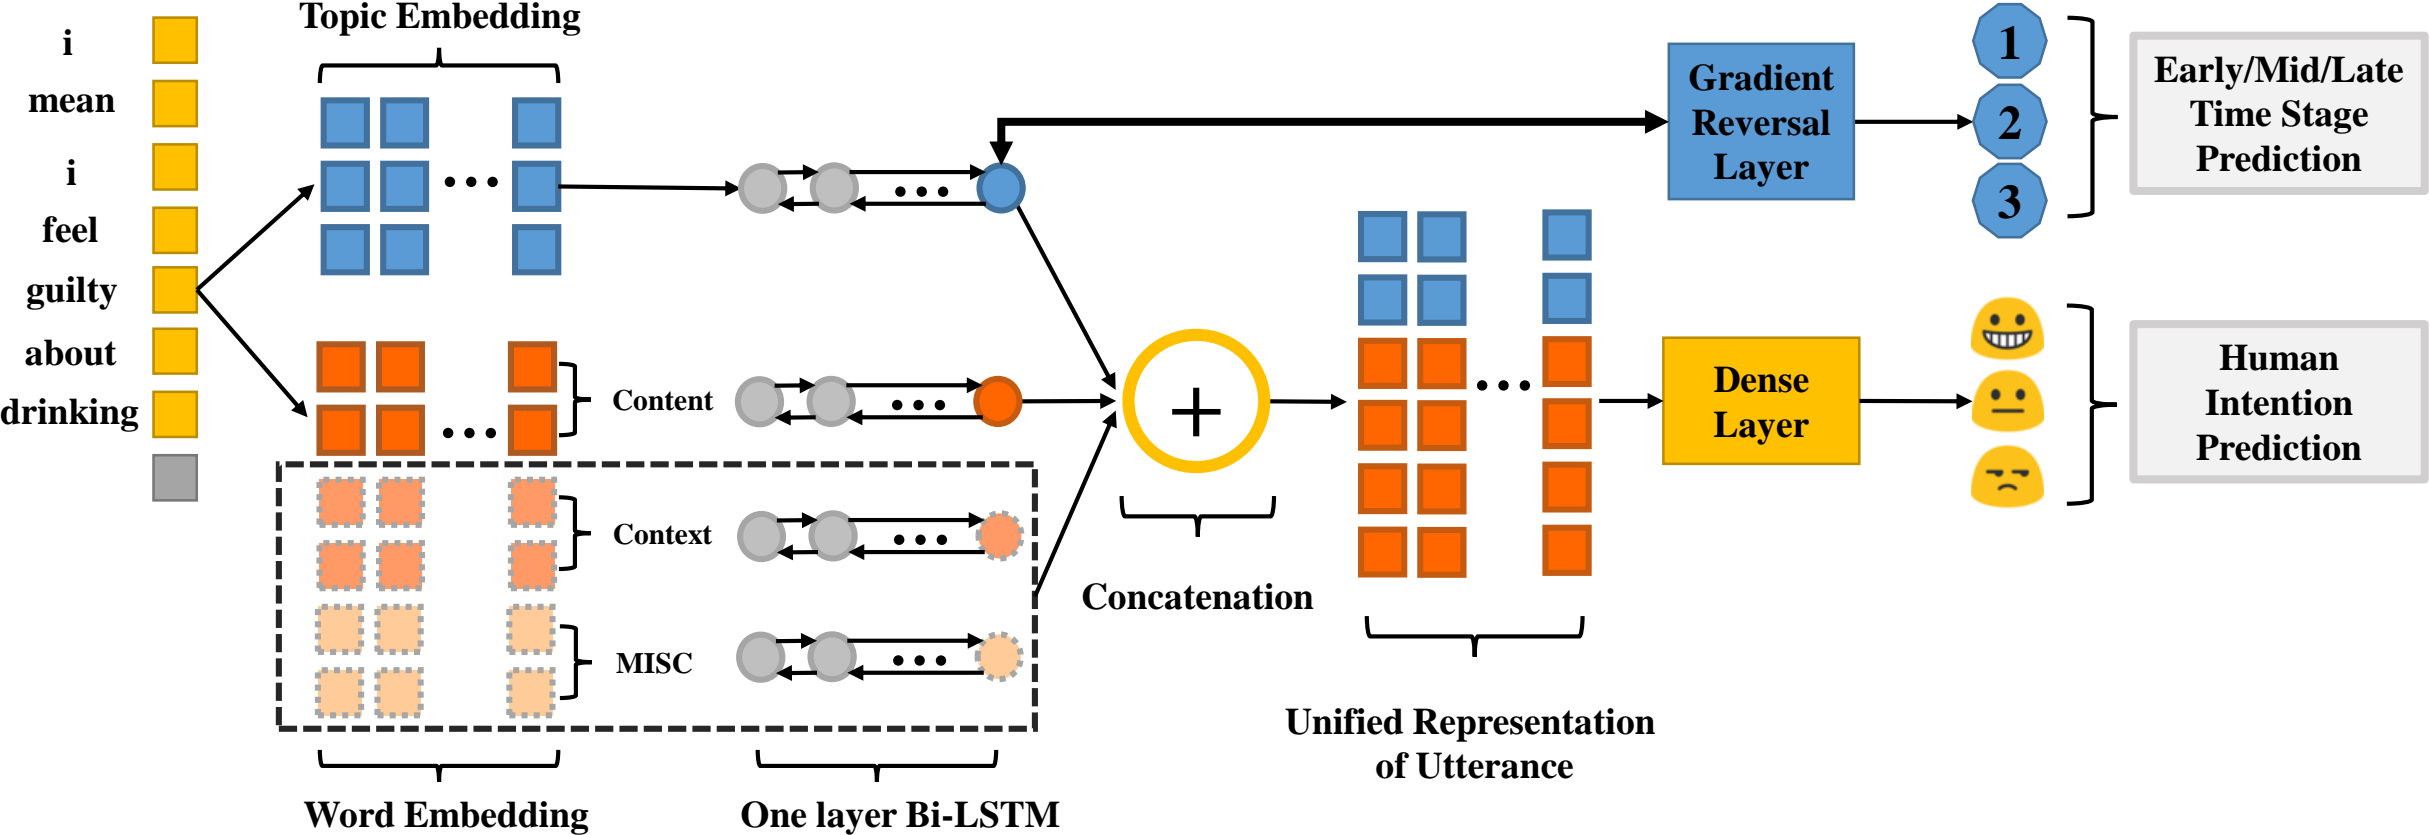 i
mean
i
feel
guilty
about
drinking
Topic Embedding
Content
Context
MISC
Word Embedding
One layer Bi-LSTM
+
Concatenation
Unified Representation
of Utterance
Gradient
Reversal
Layer
Dense
Layer
1
2
3
Early/Mid/Late
Time Stage
Prediction
Human
Intention
Prediction